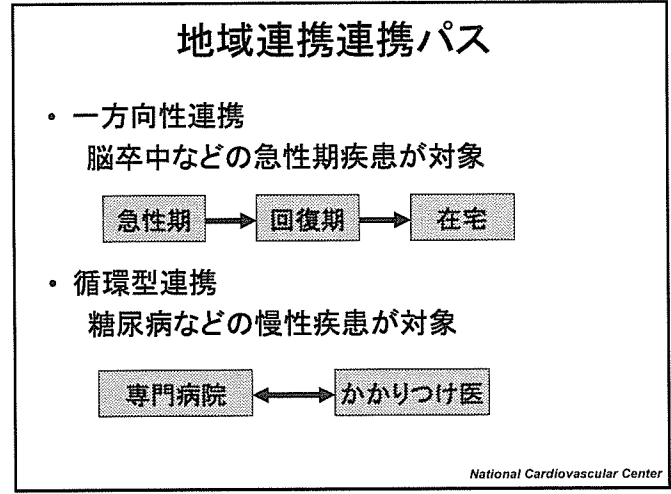 地域連携連携パス
・ 一方向性連携
脳卒中などの急性期疾患が対象
急性期 回復期 在宅
・ 循環型連携
糖尿病などの慢性疾患が対象
専門病院 かかりつけ医
National Cardiovascular Center